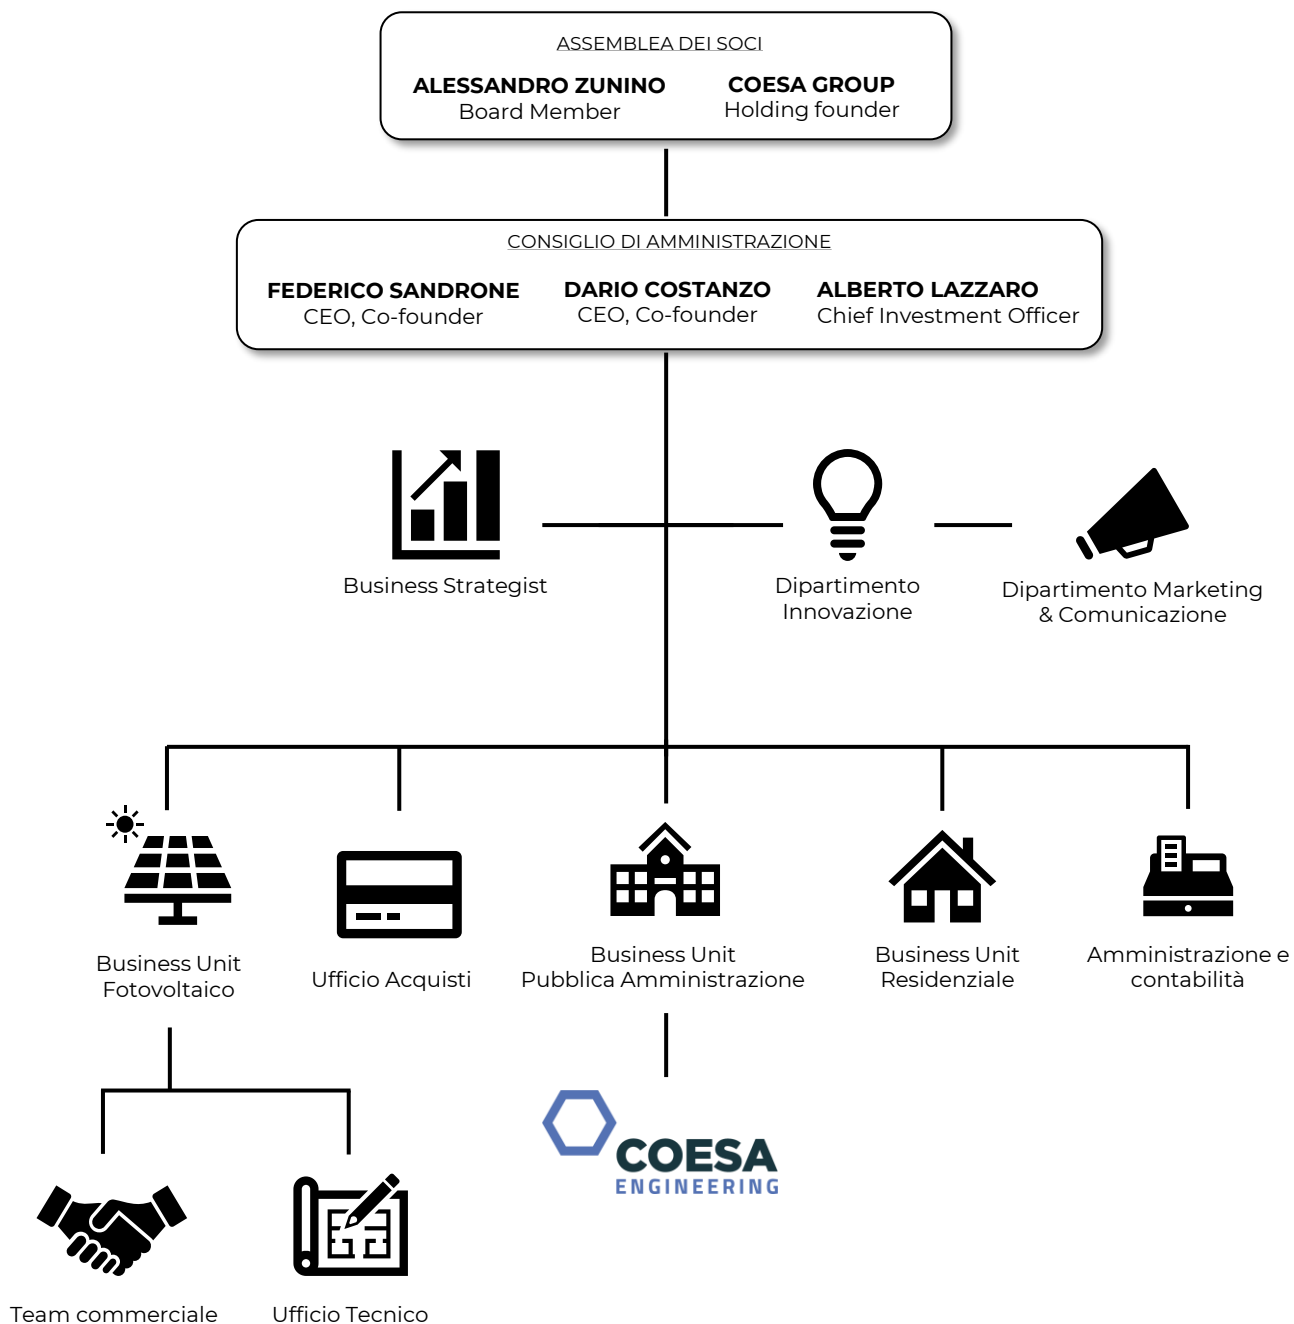 ASSEMBLEA DEI SOCI
ALESSANDRO ZUNINO
Board Member
COESA GROUP
Holding founder
CONSIGLIO DI AMMINISTRAZIONE
FEDERICO SANDRONE
CEO, Co-founder
DARIO COSTANZO
CEO, Co-founder
ALBERTO LAZZARO
Chief Investment Officer
Business Strategist
Dipartimento
Innovazione
Dipartimento Marketing
& Comunicazione
Business Unit
Fotovoltaico
Ufficio Acquisti
Business Unit
Pubblica Amministrazione
Business Unit
Residenziale
Amministrazione e
contabilità
COESA
ENGINEERING
Team commerciale
Ufficio Tecnico